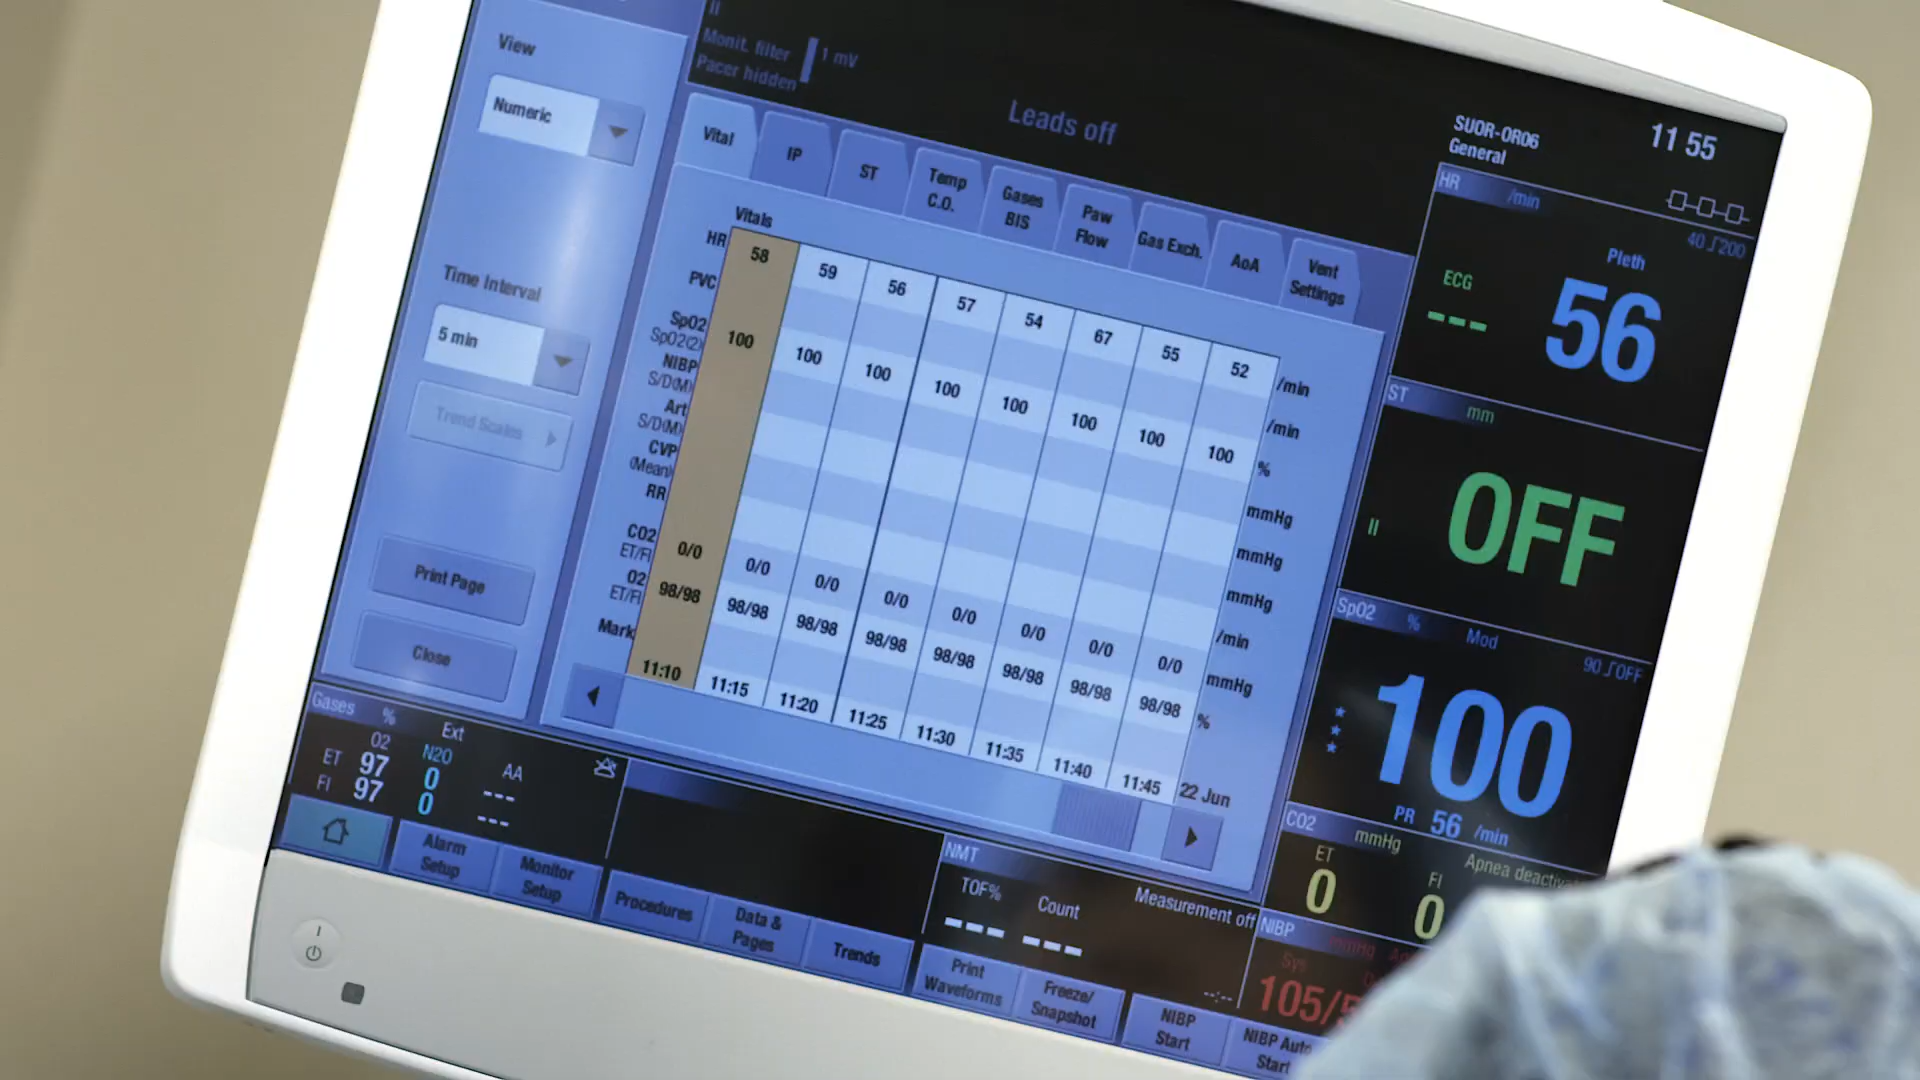 View
Numeric
Time Interval
5 min
Trend Scales
Print Page
Close
II
Monit. filter
Pacer hidden
1 mV
Leads off
SUOR-OR06
General
11 55
Vital
IP
ST
Temp C.O.
Gases BIS
Paw Flow
Gas Exch.
AoA
Vent Settings
Vitals
HR 58 59 56 57 54 67 55 52 /min
PVC /min
SpO2 100 100 100 100 100 100 100 100 %
SpO2(2)
NIBP mmHg
S/D(M)
Art mmHg
S/D(M)
CVP mmHg
(Mean)
RR /min
CO2 0/0 0/0 0/0 0/0 0/0 0/0 0/0 0/0 mmHg
ET/FI
O2 98/98 98/98 98/98 98/98 98/98 98/98 98/98 98/98 %
ET/FI
Mark
11:10 11:15 11:20 11:25 11:30 11:35 11:40 11:45 22 Jun
HR /min
40 200
ECG
---
Pleth
56
ST mm
II
OFF
SpO2 % Mod
90 OFF
100
PR 56 /min
CO2 mmHg
ET
0
FI
0
Apnea
NIBP mmHg
Sys
105/
Gases % Ext
O2 N2O AA
ET 97 0 ---
FI 97 0 ---
NMT
TOF% Count
--- ---
Measurement off
--:--
Alarm Setup
Monitor Setup
Procedures
Data & Pages
Trends
Print Waveforms
Freeze/ Snapshot
NIBP Start
NIBP Auto Start